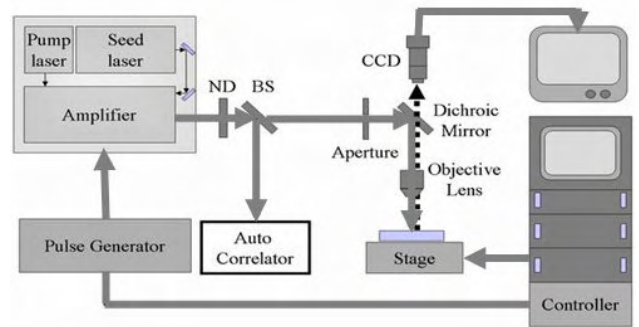 Pump
laser
Seed
laser
Amplifier
ND
BS
CCD
Dichroic
Mirror
Aperture
Objective
Lens
Pulse Generator
Auto
Correlator
Stage
Controller